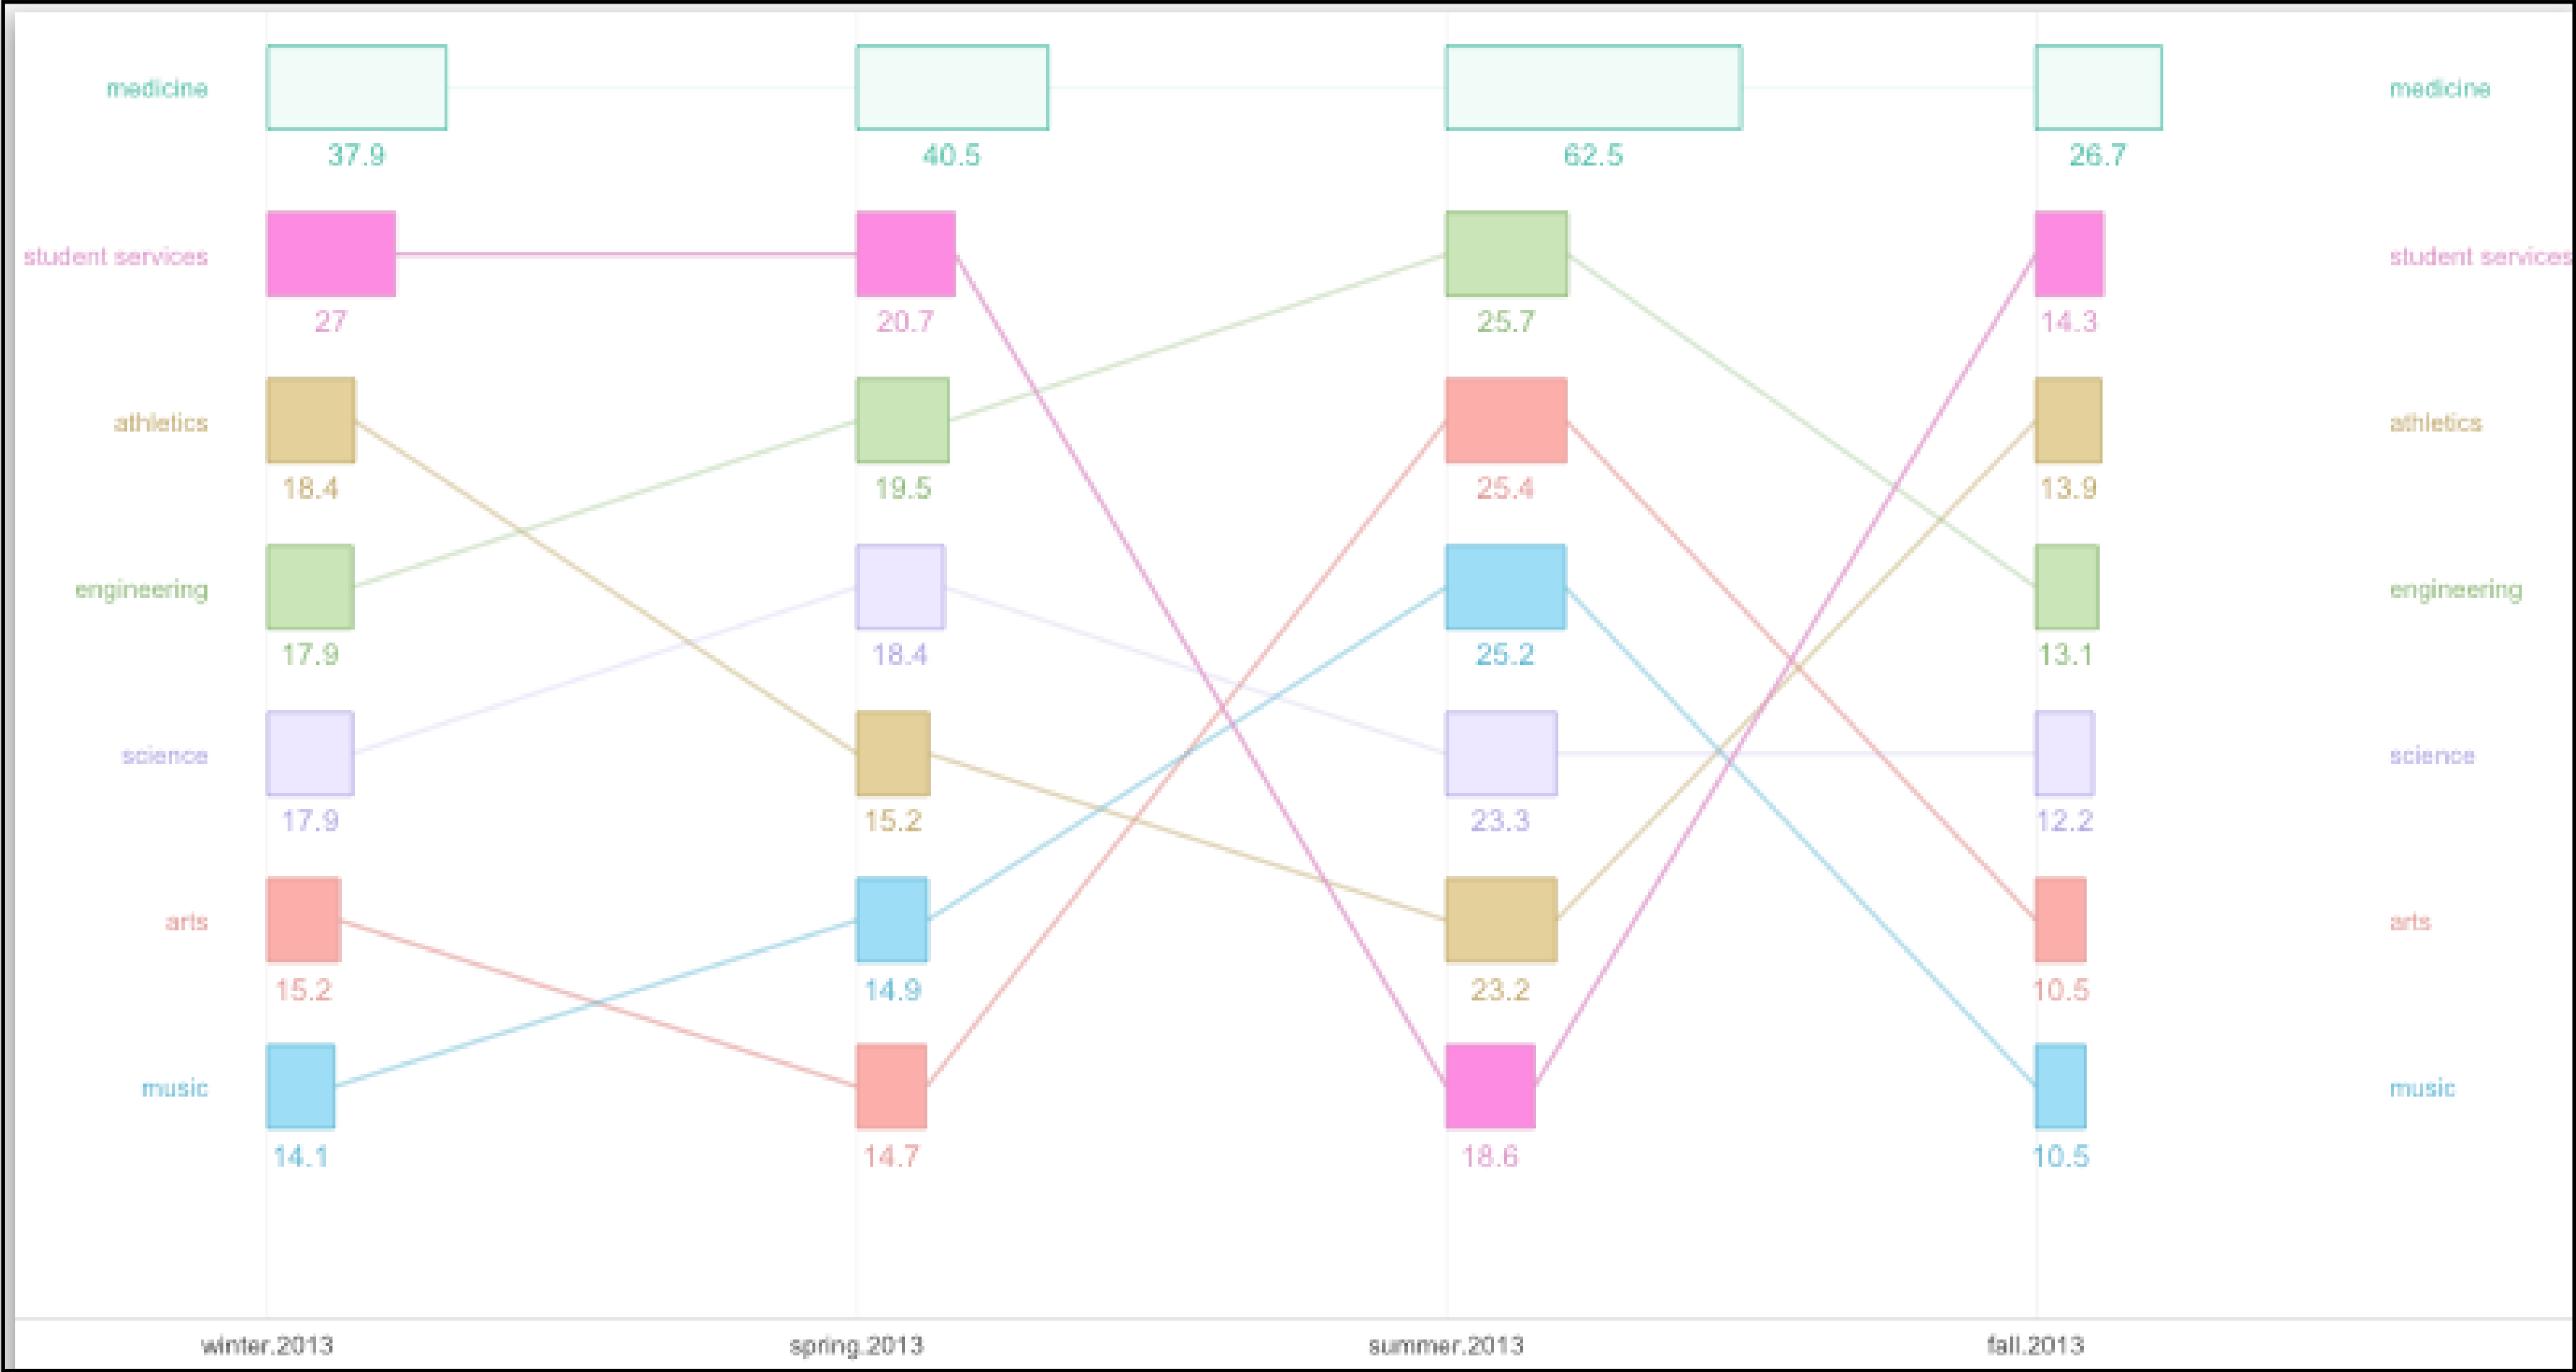 medicine medicine
37.9 40.5 62.5 26.7
student services student services
27 20.7 25.7 14.3
athletics athletics
18.4 19.5 25.4 13.9
engineering engineering
17.9 18.4 25.2 13.1
science science
17.9 15.2 23.3 12.2
arts arts
15.2 14.9 23.2 10.5
music music
14.1 14.7 18.6 10.5
winter.2013 spring.2013 summer.2013 fall.2013